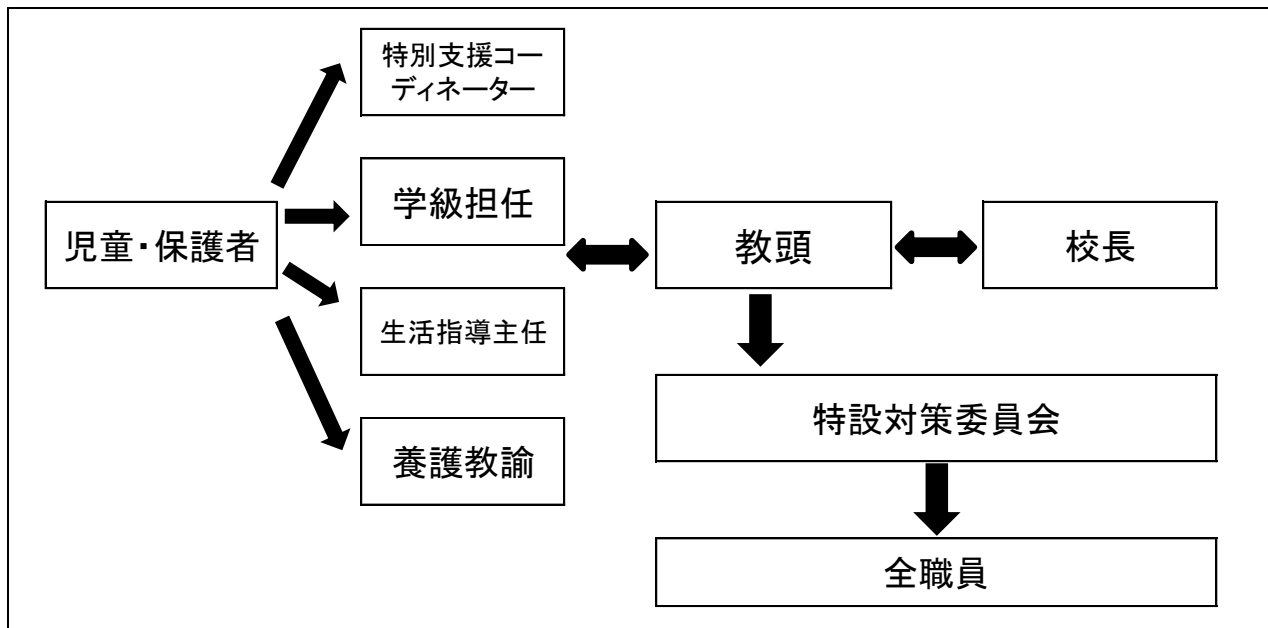 特別支援コー
ディネーター
学級担任
児童・保護者
教頭
校長
生活指導主任
特設対策委員会
養護教諭
全職員